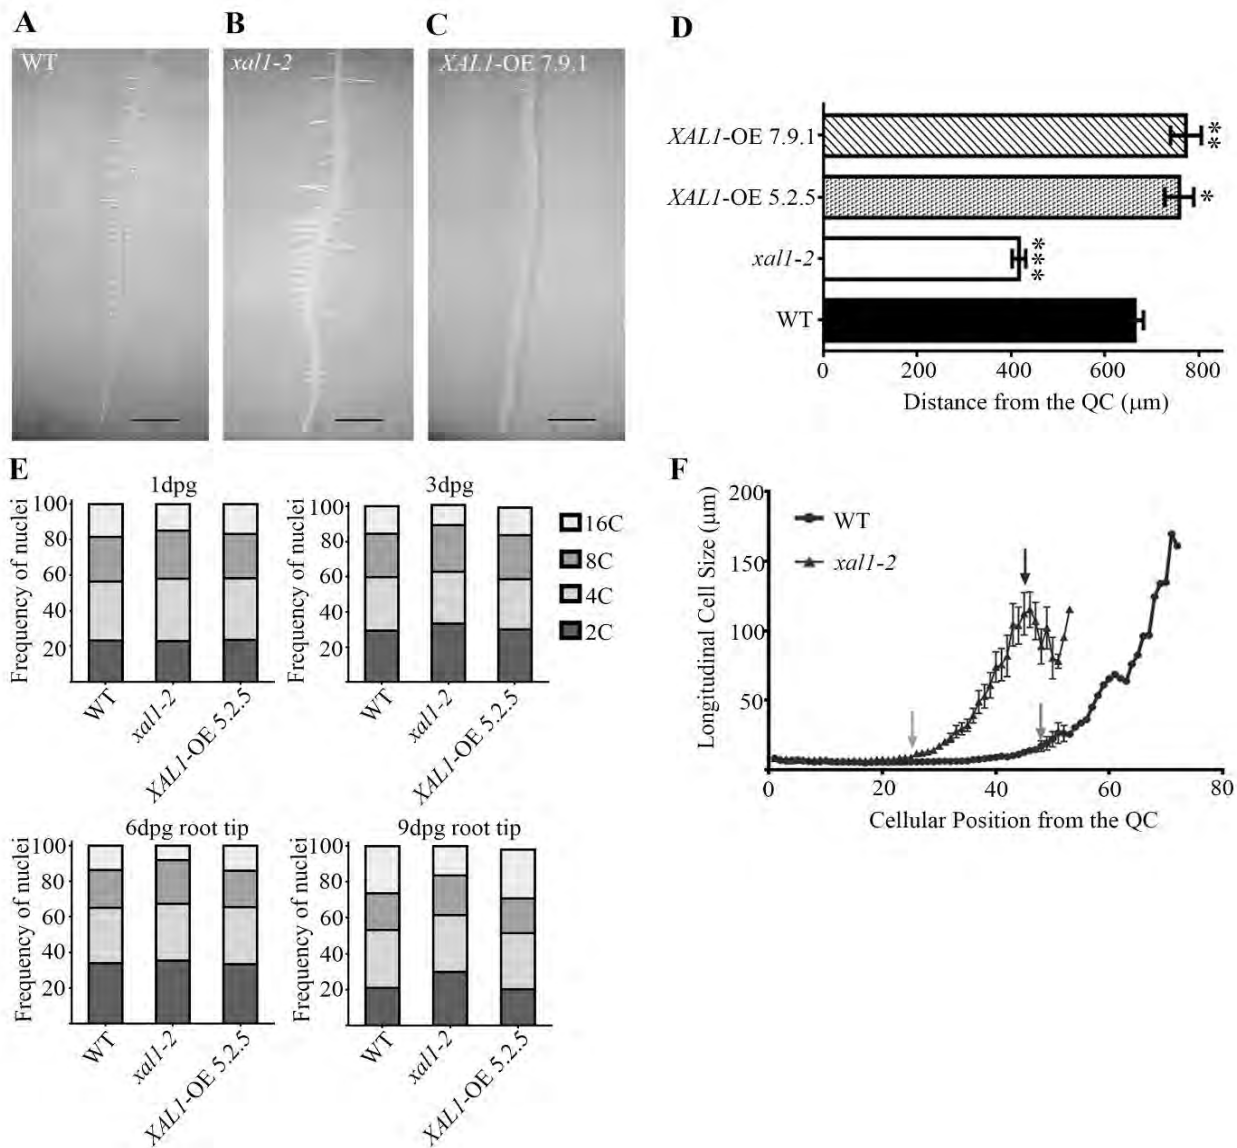 A
B
C
D
WT
xal1-2
XAL1-OE 7.9.1
XAL1-OE 7.9.1
**
XAL1-OE 5.2.5
*
xal1-2
***
WT
0
200
400
600
800
Distance from the QC (μm)
E
1dpg
Frequency of nuclei
100
80
60
40
20
WT
xal1-2
XAL1-OE 5.2.5
3dpg
Frequency of nuclei
100
80
60
40
20
WT
xal1-2
XAL1-OE 5.2.5
16C
8C
4C
2C
6dpg root tip
Frequency of nuclei
100
80
60
40
20
WT
xal1-2
XAL1-OE 5.2.5
9dpg root tip
Frequency of nuclei
100
80
60
40
20
WT
xal1-2
XAL1-OE 5.2.5
F
Longitudinal Cell Size (μm)
200
150
100
50
WT
xal1-2
0
20
40
60
80
Cellular Position from the QC